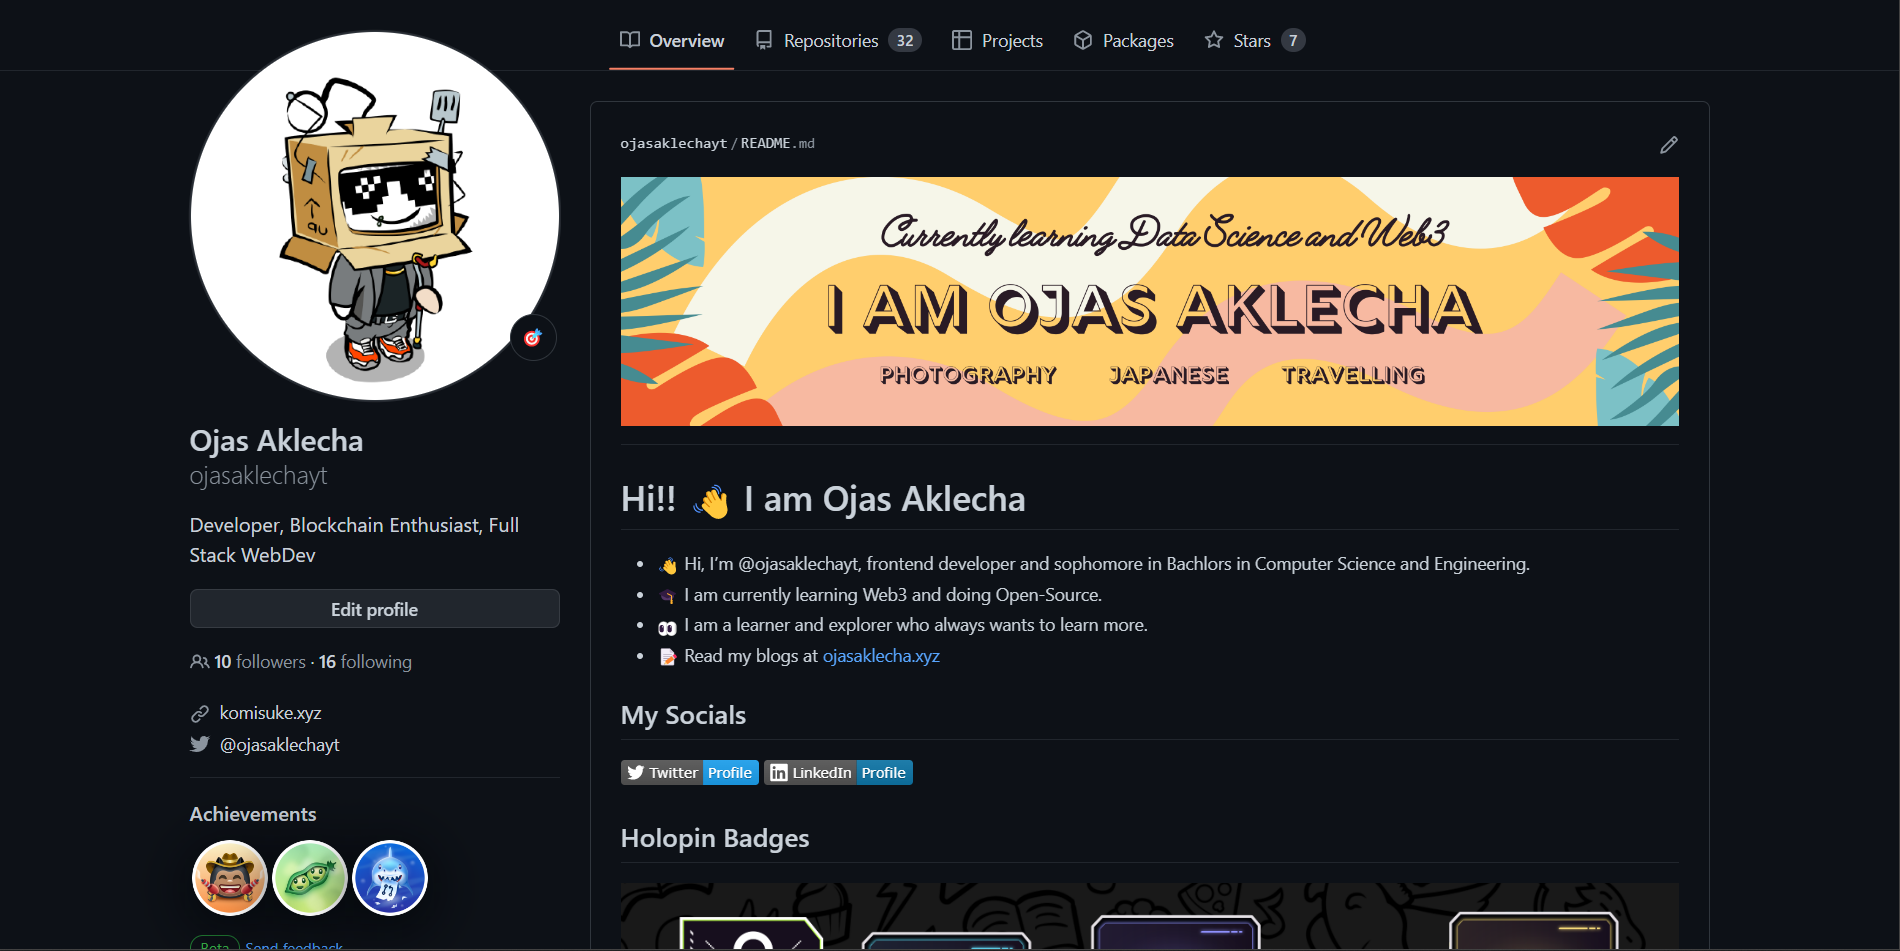 Overview
Repositories 32
Projects
Packages
Stars 7
Ojas Aklecha
ojasaklechayt
Developer, Blockchain Enthusiast, Full
Stack WebDev
Edit profile
10 followers · 16 following
komisuke.xyz
@ojasaklechayt
Achievements
Beta Send feedback
ojasaklechayt/README.md
Currently learning Data Science and Web3
I AM OJAS AKLECHA
PHOTOGRAPHY JAPANESE TRAVELLING
Hi!! 👋 I am Ojas Aklecha
• 👋 Hi, I’m @ojasaklechayt, frontend developer and sophomore in Bachlors in Computer Science and Engineering.
• 🎓 I am currently learning Web3 and doing Open-Source.
• 👀 I am a learner and explorer who always wants to learn more.
• 📝 Read my blogs at ojasaklecha.xyz
My Socials
Twitter Profile
LinkedIn Profile
Holopin Badges